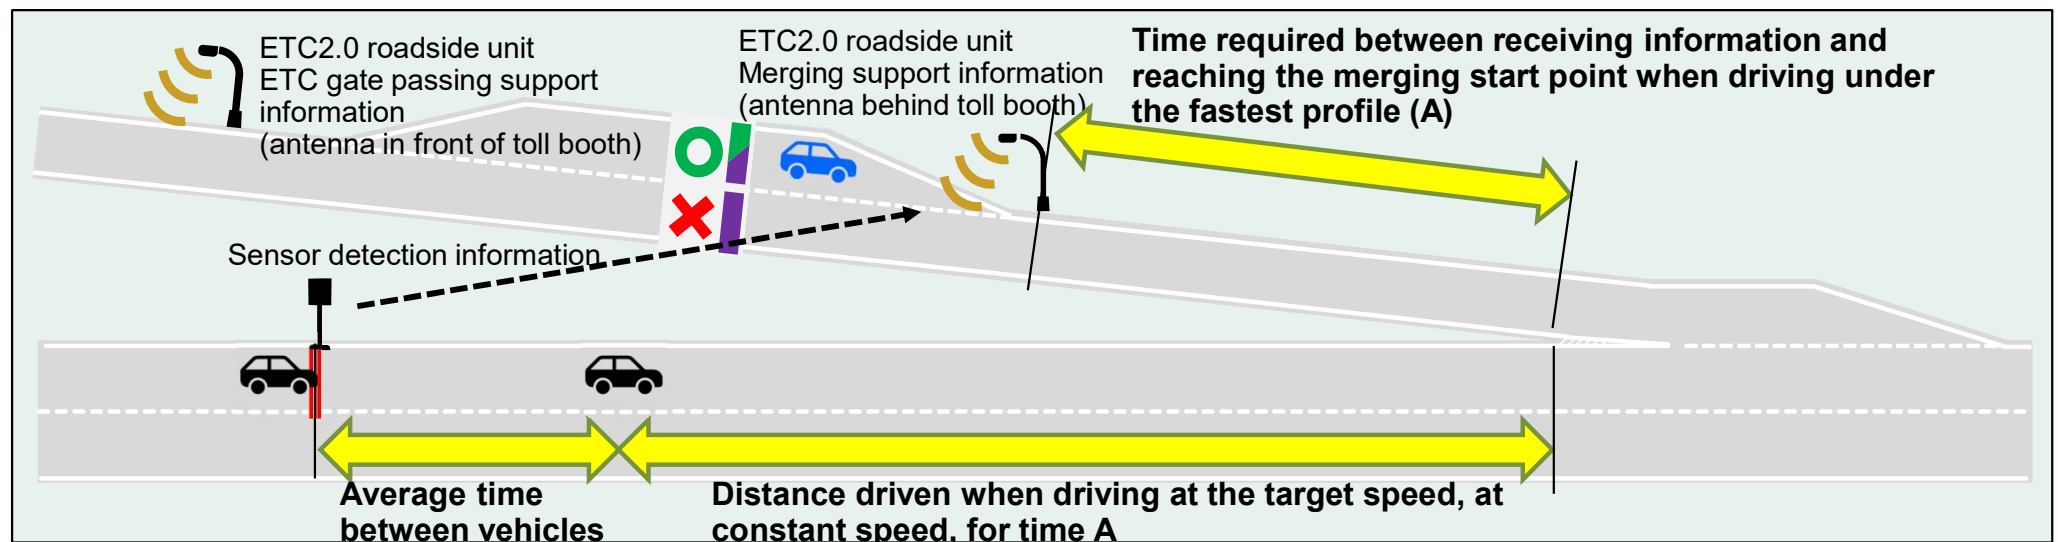 ETC2.0 roadside unit
ETC gate passing support
information
(antenna in front of toll booth)
ETC2.0 roadside unit
Merging support information
(antenna behind toll booth)
Time required between receiving information and
reaching the merging start point when driving under
the fastest profile (A)
Sensor detection information
Average time
between vehicles
Distance driven when driving at the target speed, at
constant speed, for time A